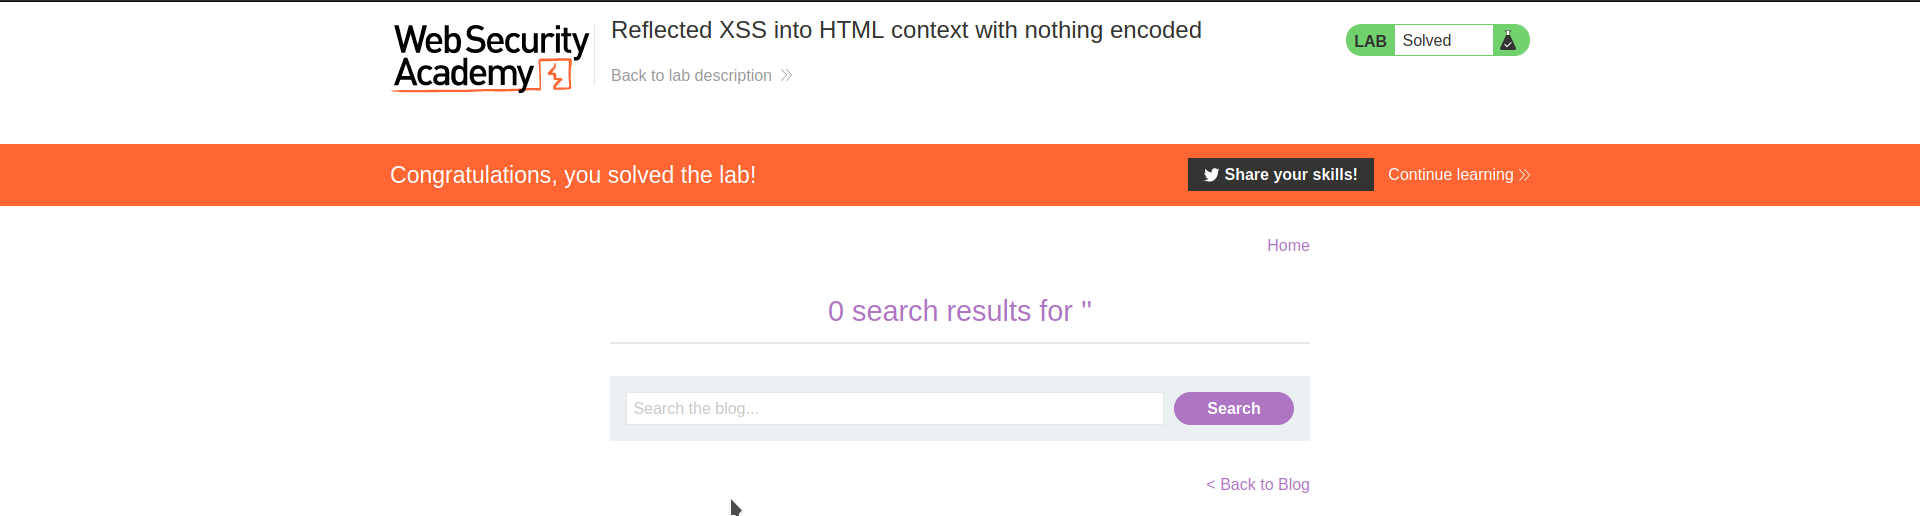 Web Security
Academy
Reflected XSS into HTML context with nothing encoded
Back to lab description
LAB Solved
Congratulations, you solved the lab!
Share your skills!
Continue learning
Home
0 search results for ''
Search the blog...
Search
< Back to Blog